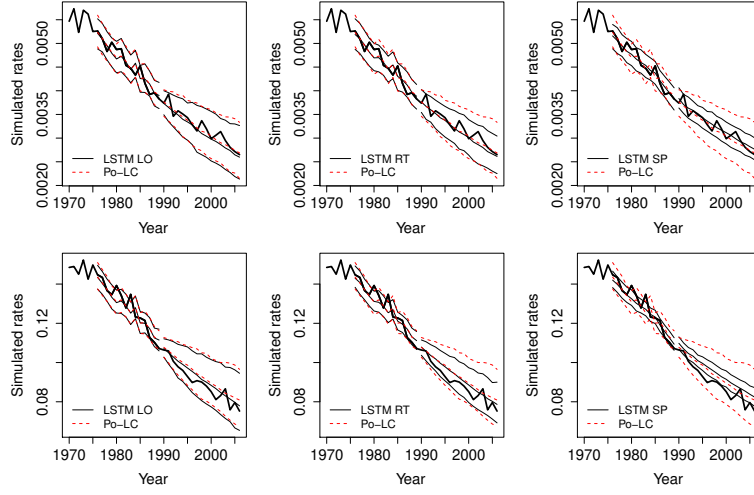 Simulated rates
0.0020 0.0035 0.0050
LSTM LO
Po-LC
1970 1980 1990 2000
Year
Simulated rates
0.0020 0.0035 0.0050
LSTM RT
Po-LC
1970 1980 1990 2000
Year
Simulated rates
0.0020 0.0035 0.0050
LSTM SP
Po-LC
1970 1980 1990 2000
Year
Simulated rates
0.08 0.12
LSTM LO
Po-LC
1970 1980 1990 2000
Year
Simulated rates
0.08 0.12
LSTM RT
Po-LC
1970 1980 1990 2000
Year
Simulated rates
0.08 0.12
LSTM SP
Po-LC
1970 1980 1990 2000
Year